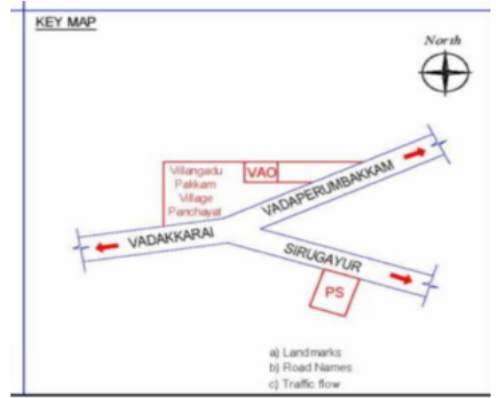 KEY MAP
North
Villangadu
Pakkam
Village
Panchayat
VAO
VADAPERUMBAKKAM
VADAKKARAI
SIRUGAYUR
PS
a) Landmarks
b) Road Names
c) Traffic flow